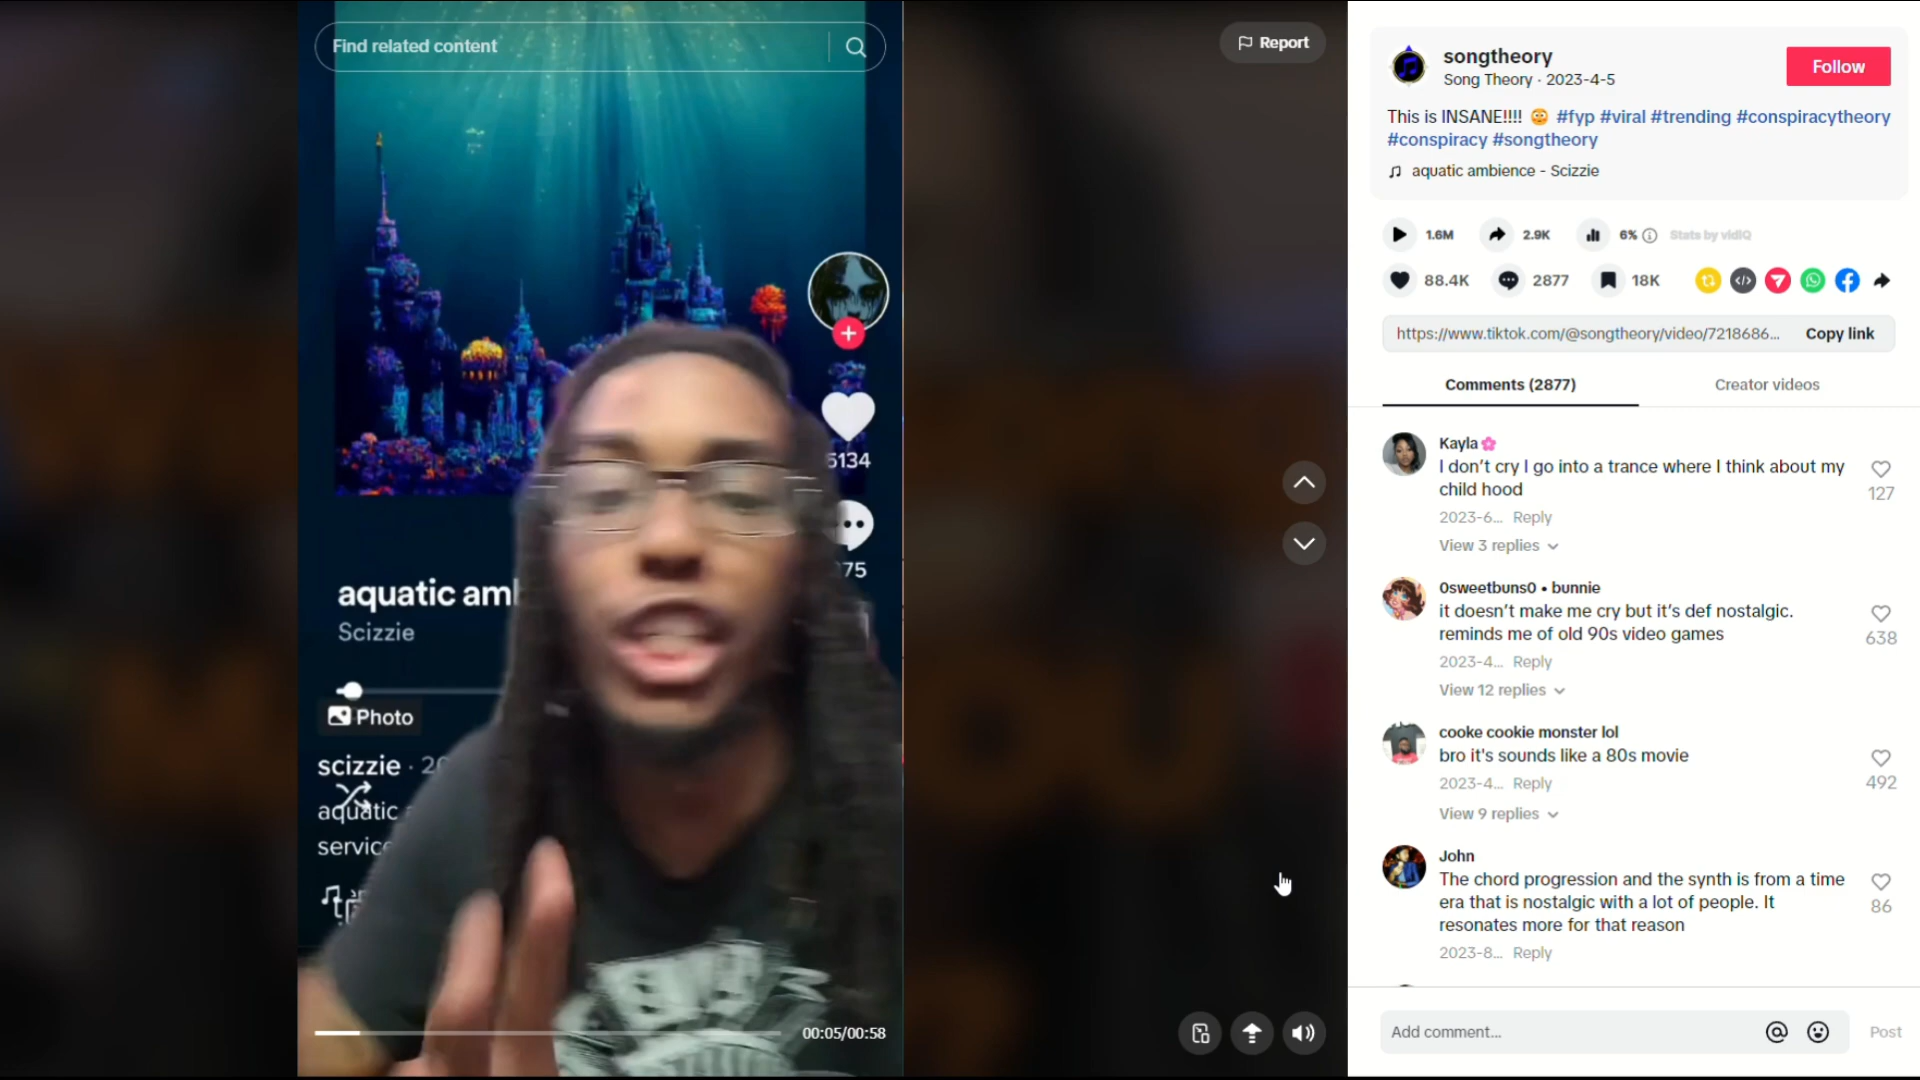 Find related content
Report
aquatic am
Scizzie
Photo
scizzie
aquatic
5134
75
00:05/00:58
songtheory
Song Theory · 2023-4-5
Follow
This is INSANE!!!! 😳 #fyp #viral #trending #conspiracytheory
#conspiracy #songtheory
aquatic ambience - Scizzie
1.6M
2.9K
6%
Stats by vidIQ
88.4K
2877
18K
https://www.tiktok.com/@songtheory/video/7218686...
Copy link
Comments (2877)
Creator videos
Kayla🌸
I don't cry I go into a trance where I think about my
child hood
127
2023-6... Reply
View 3 replies
0sweetbuns0 • bunnie
it doesn't make me cry but it's def nostalgic.
reminds me of old 90s video games
638
2023-4... Reply
View 12 replies
cooke cookie monster lol
bro it's sounds like a 80s movie
492
2023-4... Reply
View 9 replies
John
The chord progression and the synth is from a time
era that is nostalgic with a lot of people. It
resonates more for that reason
86
2023-8... Reply
Add comment...
Post